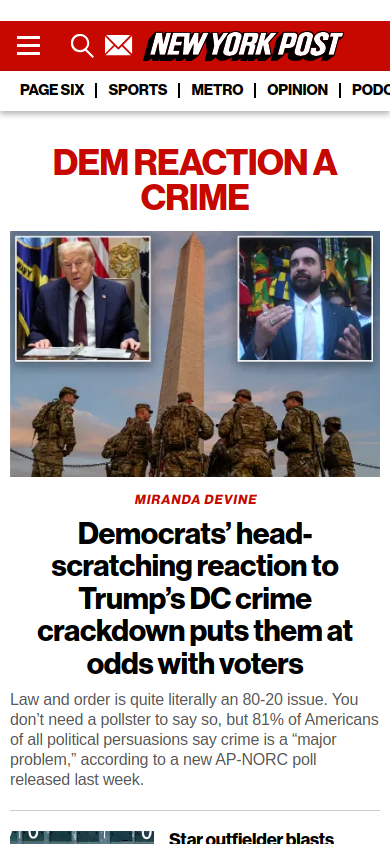 NEW YORK POST
PAGE SIX SPORTS METRO OPINION
DEM REACTION A
CRIME
MIRANDA DEVINE
Democrats’ head-
scratching reaction to
Trump’s DC crime
crackdown puts them at
odds with voters
Law and order is quite literally an 80-20 issue. You
don’t need a pollster to say so, but 81% of Americans
of all political persuasions say crime is a “major
problem,” according to a new AP-NORC poll
released last week.
Star outfielder blasts